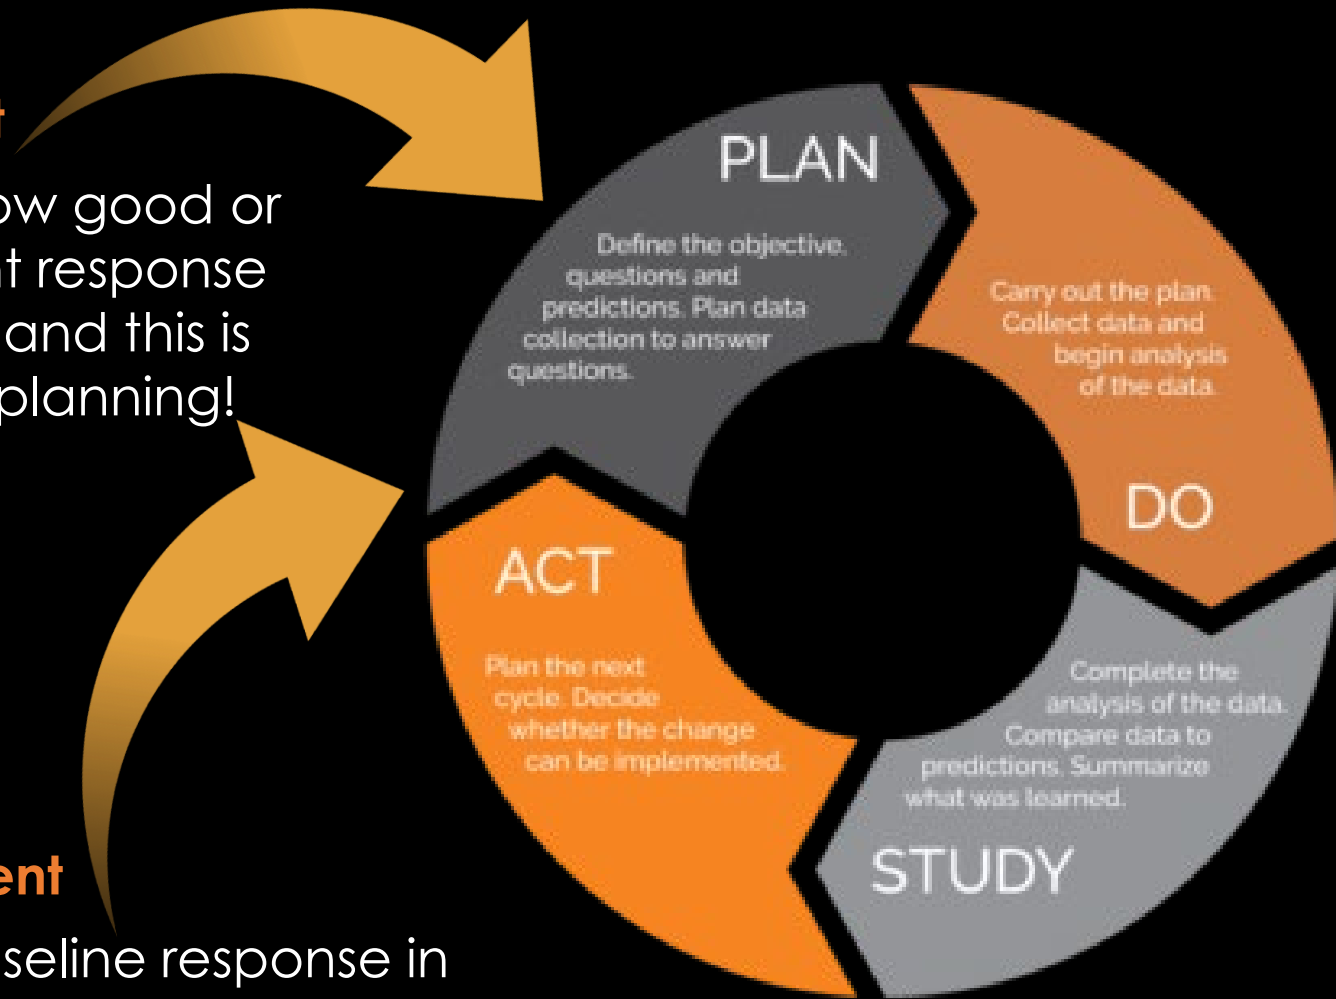 t
ow good or
nt response
and this is
planning!
ent
seline response in
PLAN
Define the objective,
questions and
predictions. Plan data
collection to answer
questions.
Carry out the plan.
Collect data and
begin analysis
of the data.
DO
Complete the
analysis of the data.
Compare data to
predictions. Summarize
what was learned.
STUDY
ACT
Plan the next
cycle. Decide
whether the change
can be implemented.